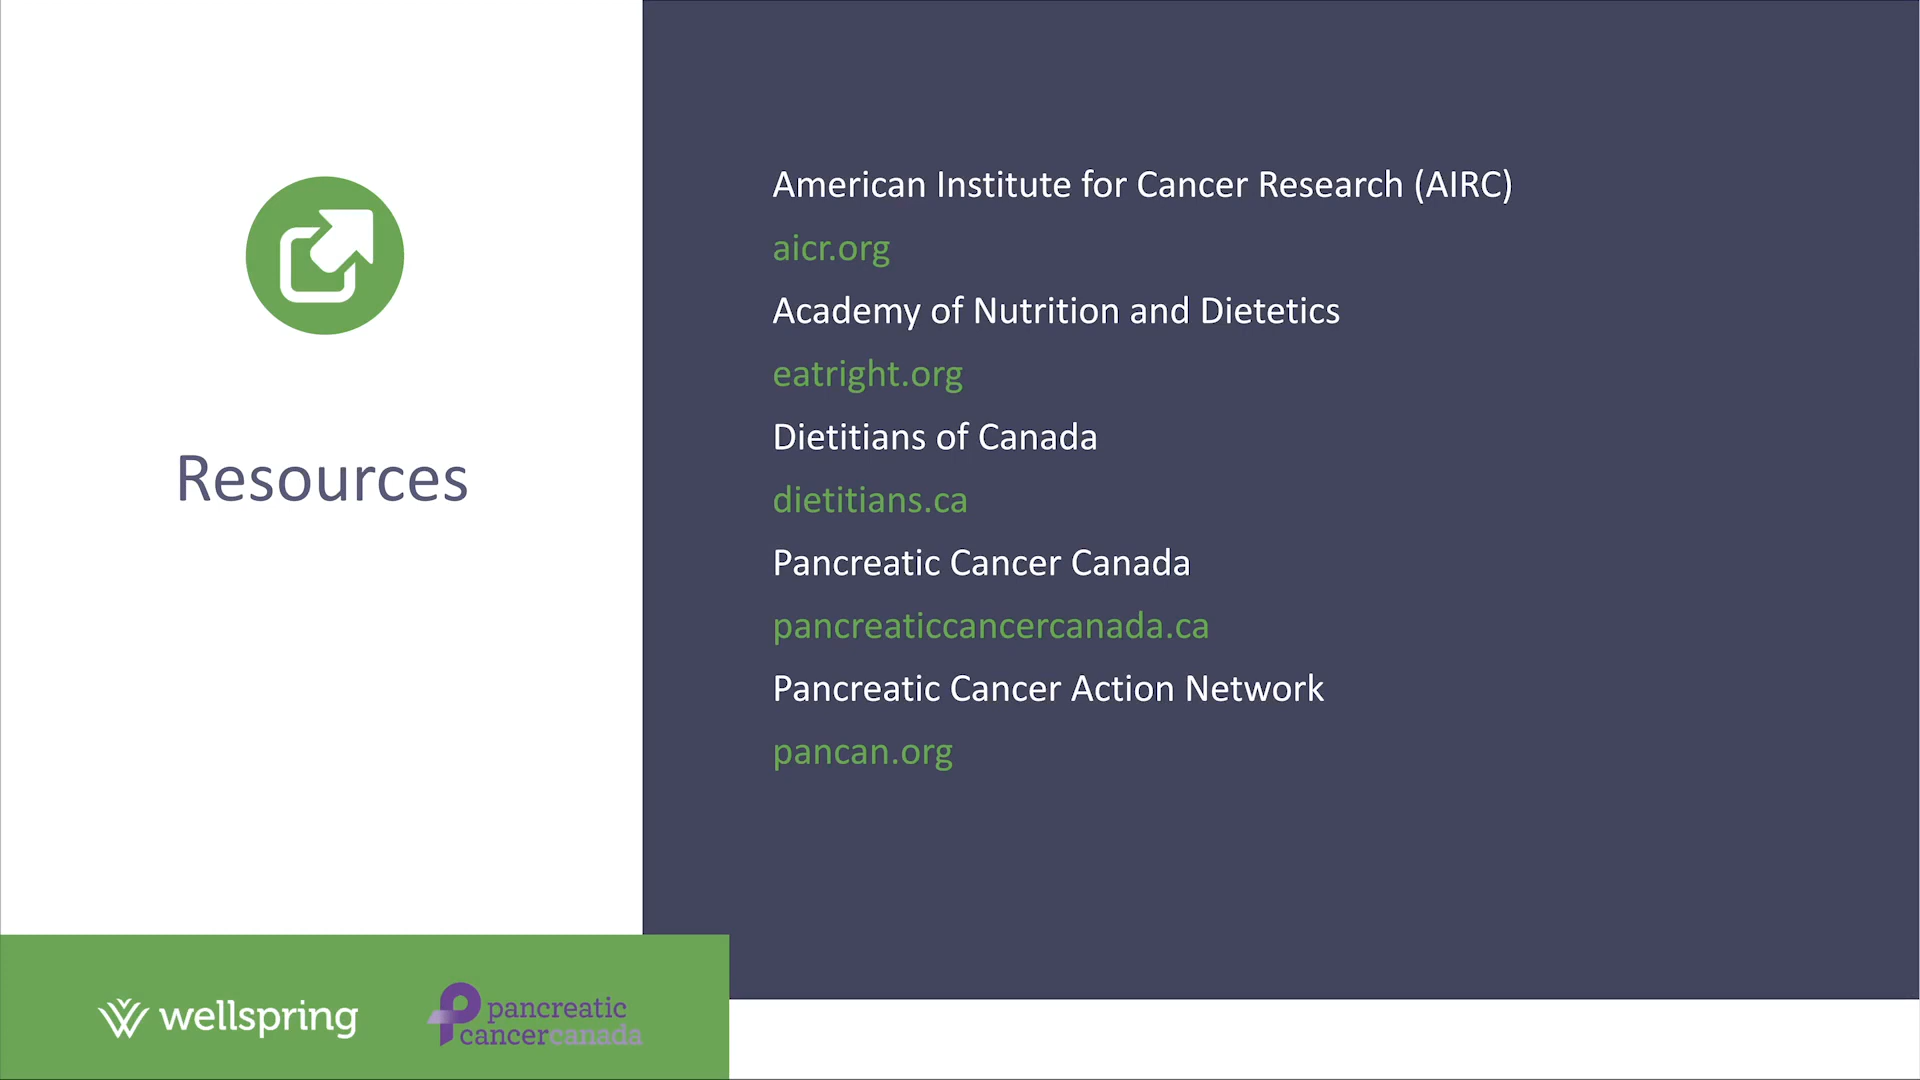 Resources
American Institute for Cancer Research (AIRC)
aicr.org
Academy of Nutrition and Dietetics
eatright.org
Dietitians of Canada
dietitians.ca
Pancreatic Cancer Canada
pancreaticcancercanada.ca
Pancreatic Cancer Action Network
pancan.org
wellspring
pancreatic
cancercanada